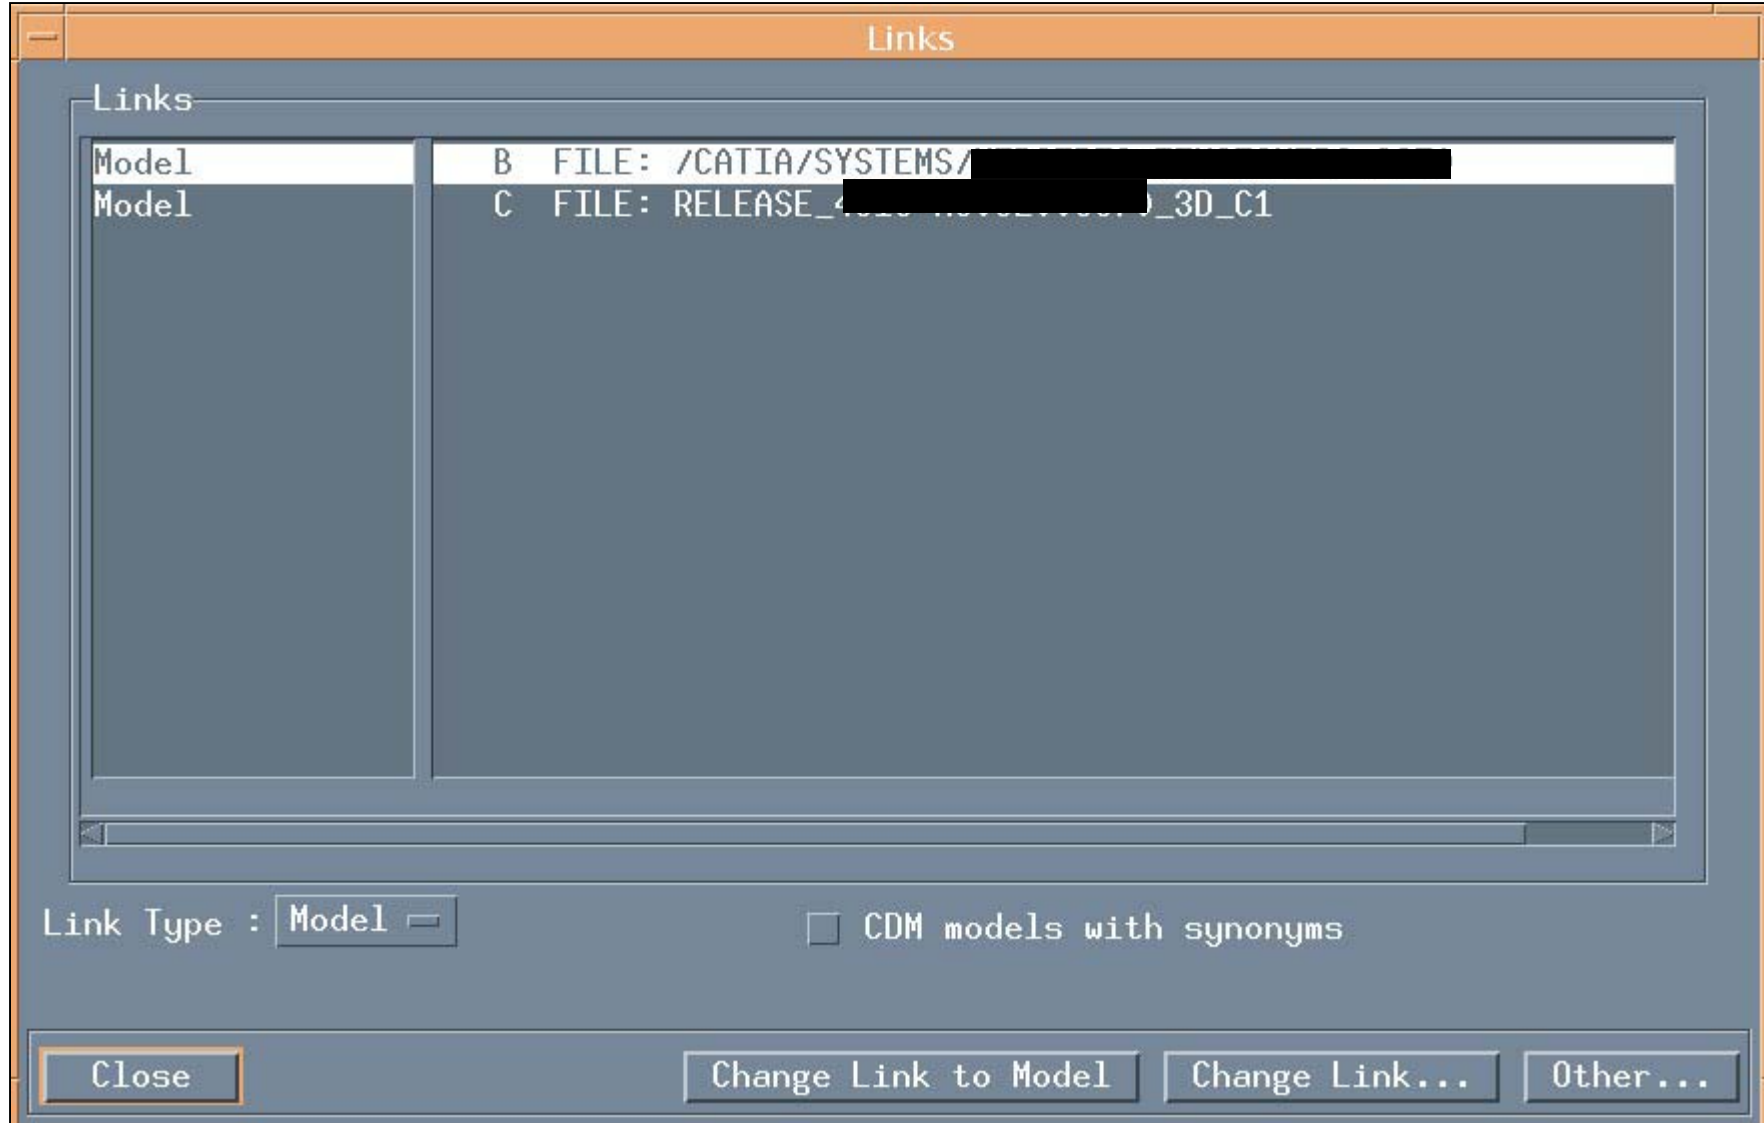 Links
Links
Model B FILE: /CATIA/SYSTEMS/
Model C FILE: RELEASE_ _3D_C1
Link Type : Model
CDM models with synonyms
Close Change Link to Model Change Link... Other...